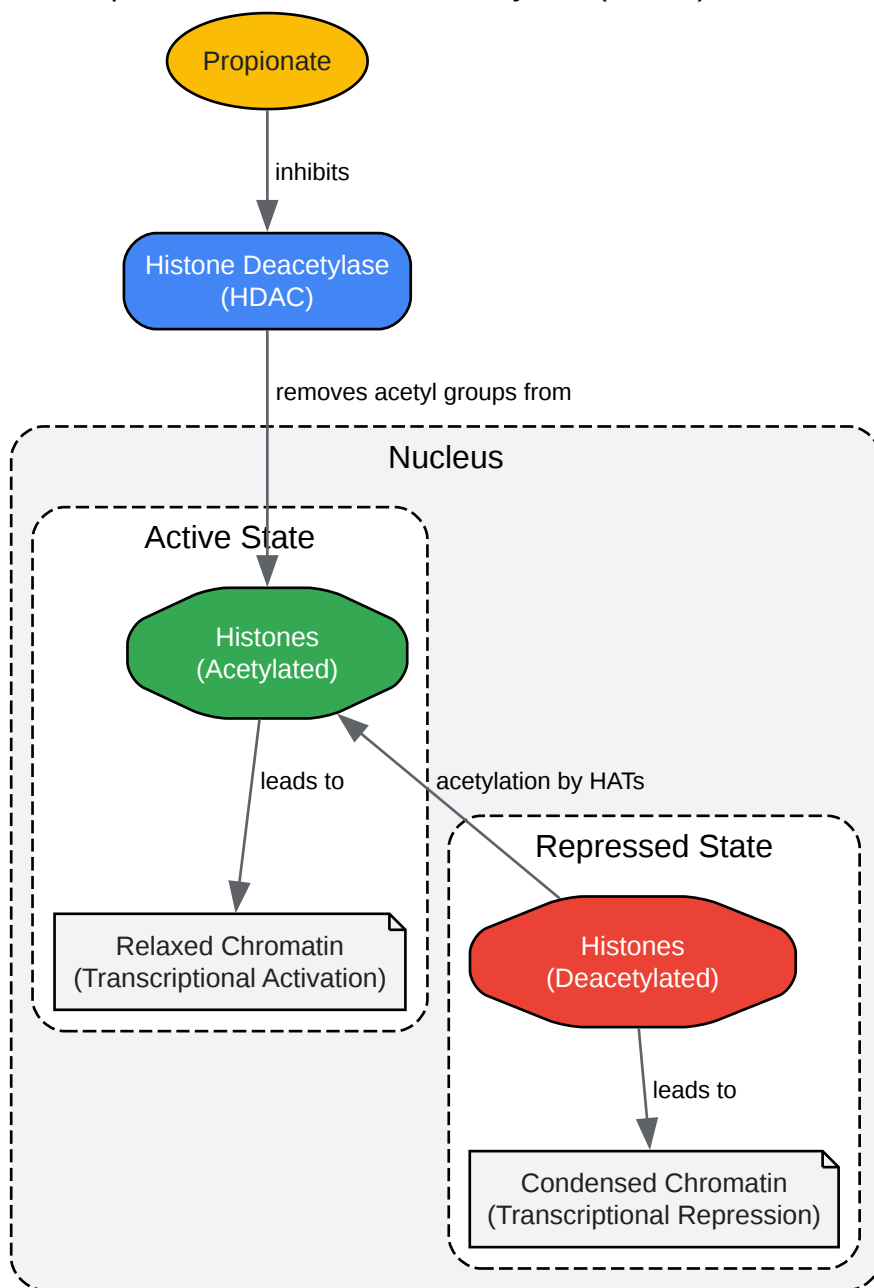 Propionate
inhibits
Histone Deacetylase
(HDAC)
removes acetyl groups from
Nucleus
Active State
Histones
(Acetylated)
leads to
acetylation by HATs
Repressed State
Relaxed Chromatin
(Transcriptional Activation)
Histones
(Deacetylated)
leads to
Condensed Chromatin
(Transcriptional Repression)